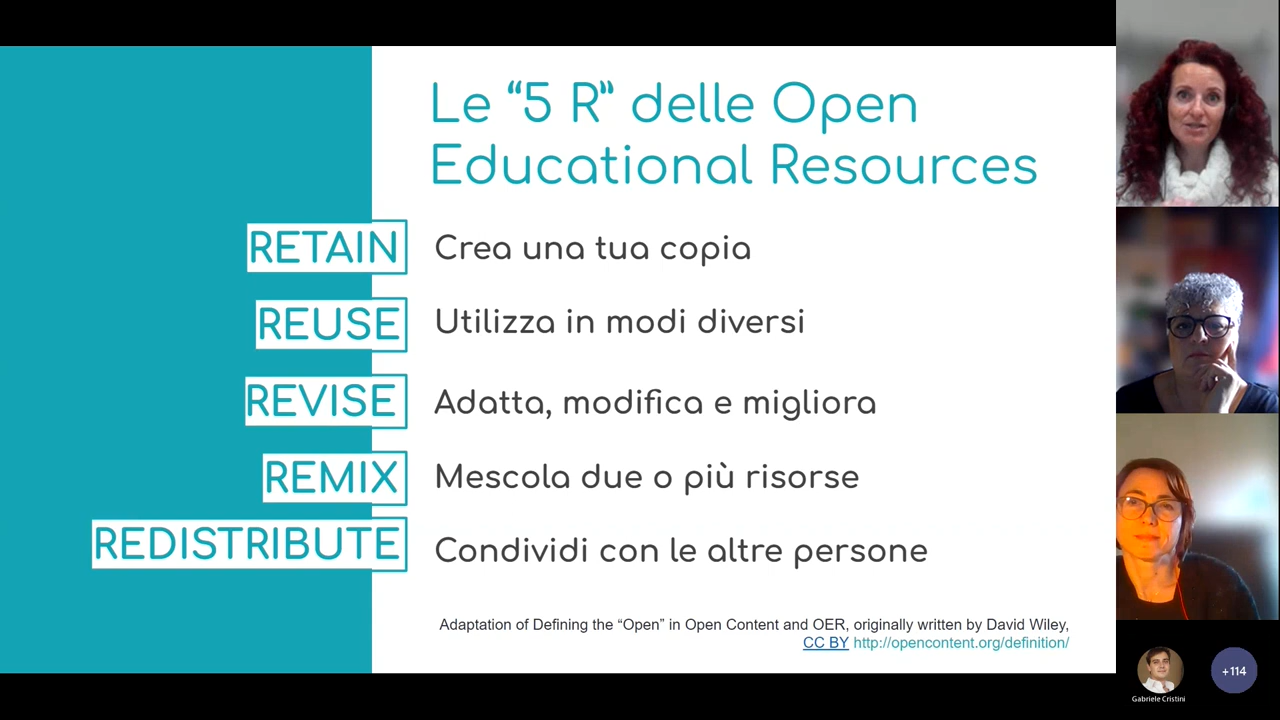 Le “5 R” delle Open
Educational Resources
RETAIN Crea una tua copia
REUSE Utilizza in modi diversi
REVISE Adatta, modifica e migliora
REMIX Mescola due o più risorse
REDISTRIBUTE Condividi con le altre persone
Adaptation of Defining the “Open” in Open Content and OER, originally written by David Wiley,
CC BY http://opencontent.org/definition/
Gabriele Cristini
+114